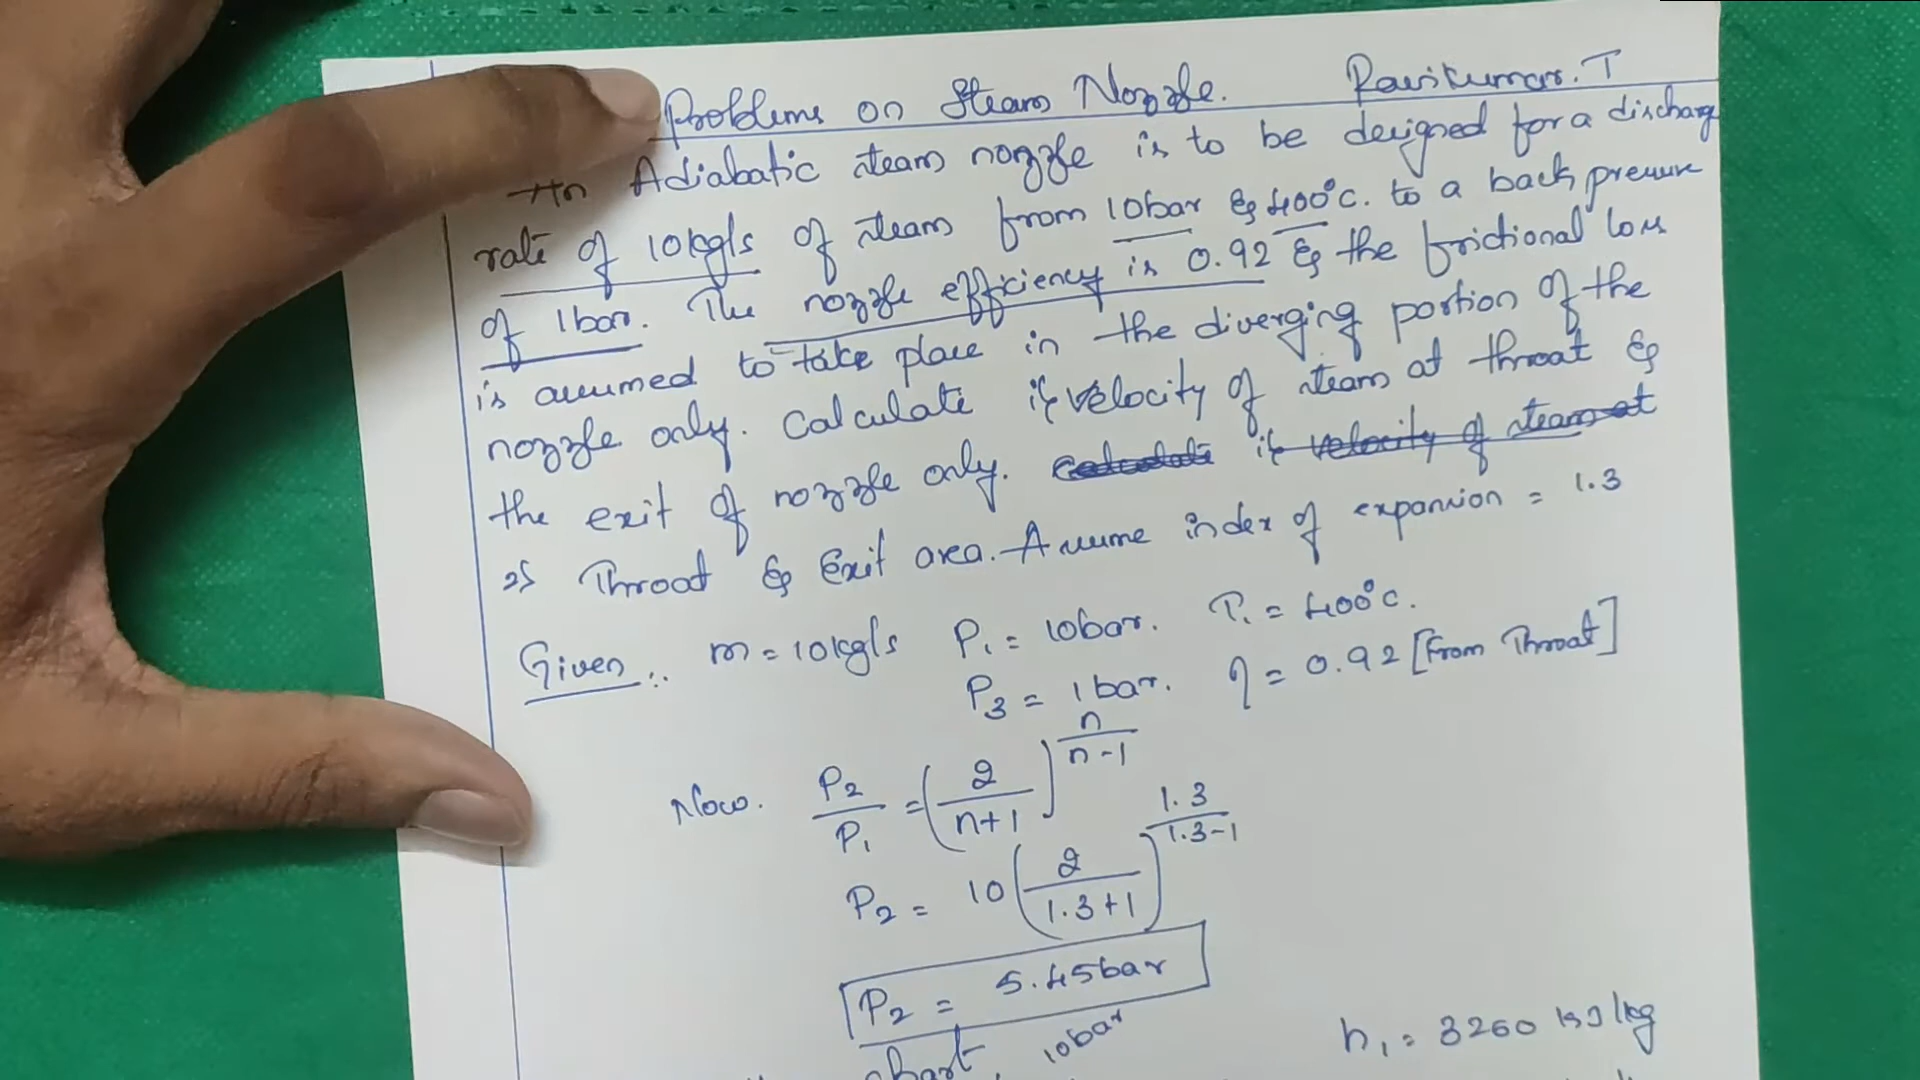 Problems on Steam Nozzle. Ravikumar. T
An Adiabatic steam nozzle is to be designed for a discharge
rate of 10kg/s of steam from 10bar & 400°c. to a back pressure
of 1bar. The nozzle efficiency is 0.92 & the frictional loss
is assumed to take place in the diverging portion of the
nozzle only. Calculate 1) velocity of steam at throat &
the exit of nozzle only. Calculate 1) velocity of steam at
2) Throat & Exit area. Assume index of expansion = 1.3
Given:. m = 10kg/s P₁ = 10bar. T₁ = 400°c.
P₃ = 1bar. η = 0.92 [From Throat]
Now. P₂/P₁ = (2/n+1)^n/n-1
P₂ = 10(2/1.3+1)^1.3/1.3-1
P₂ = 5.45bar
chart 10bar h₁ = 3260 KJ/kg